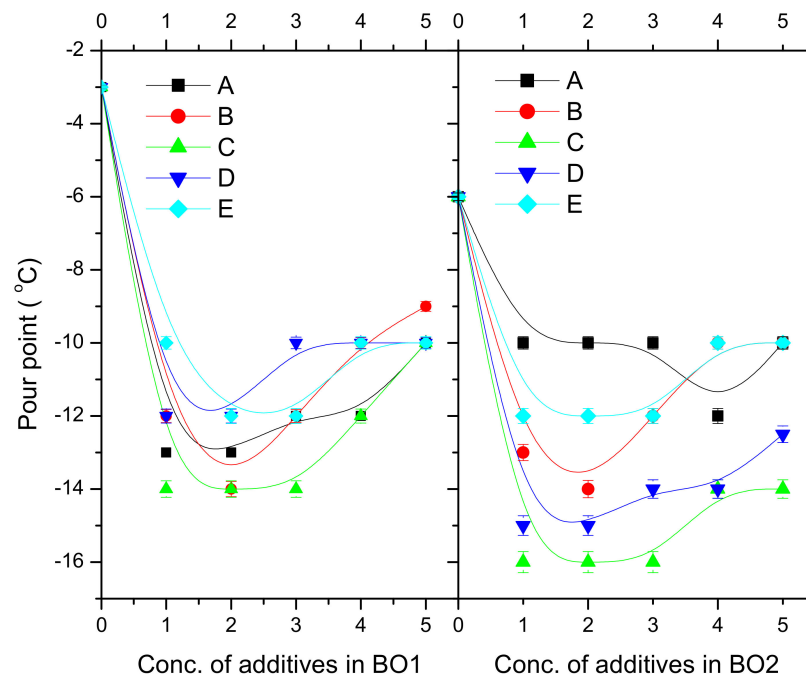 0 1 2 3 4 5 0 1 2 3 4 5
-2
-4
-6
-8
-10
-12
-14
-16
Pour point ( °C)
A
B
C
D
E
A
B
C
D
E
0 1 2 3 4 5 0 1 2 3 4 5
Conc. of additives in BO1 Conc. of additives in BO2